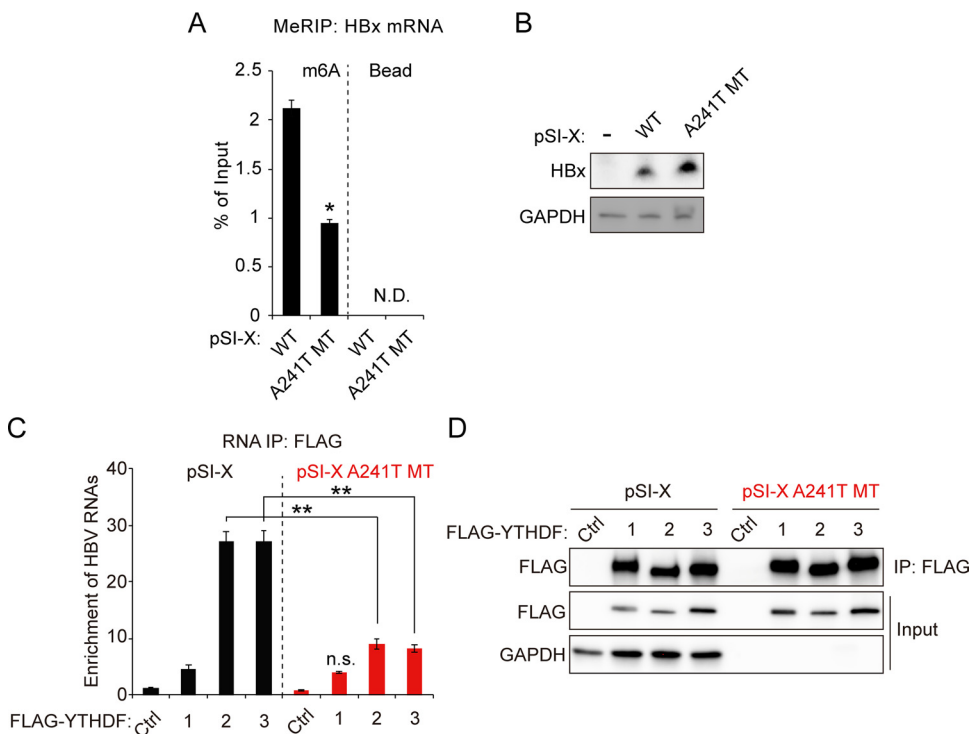 A
MeRIP: HBx mRNA
m6A Bead
2.5
2
1.5
1
0.5
0
% of Input
*
N.D.
pSI-X:
WT
A241T MT
WT
A241T MT
B
pSI-X:
-
WT
A241T MT
HBx
GAPDH
C
RNA IP: FLAG
pSI-X pSI-X A241T MT
40
30
20
10
0
Enrichment of HBV RNAs
**
**
n.s.
FLAG-YTHDF: Ctrl 1 2 3 Ctrl 1 2 3
D
pSI-X pSI-X A241T MT
FLAG-YTHDF: Ctrl 1 2 3 Ctrl 1 2 3
FLAG IP: FLAG
FLAG
Input
GAPDH